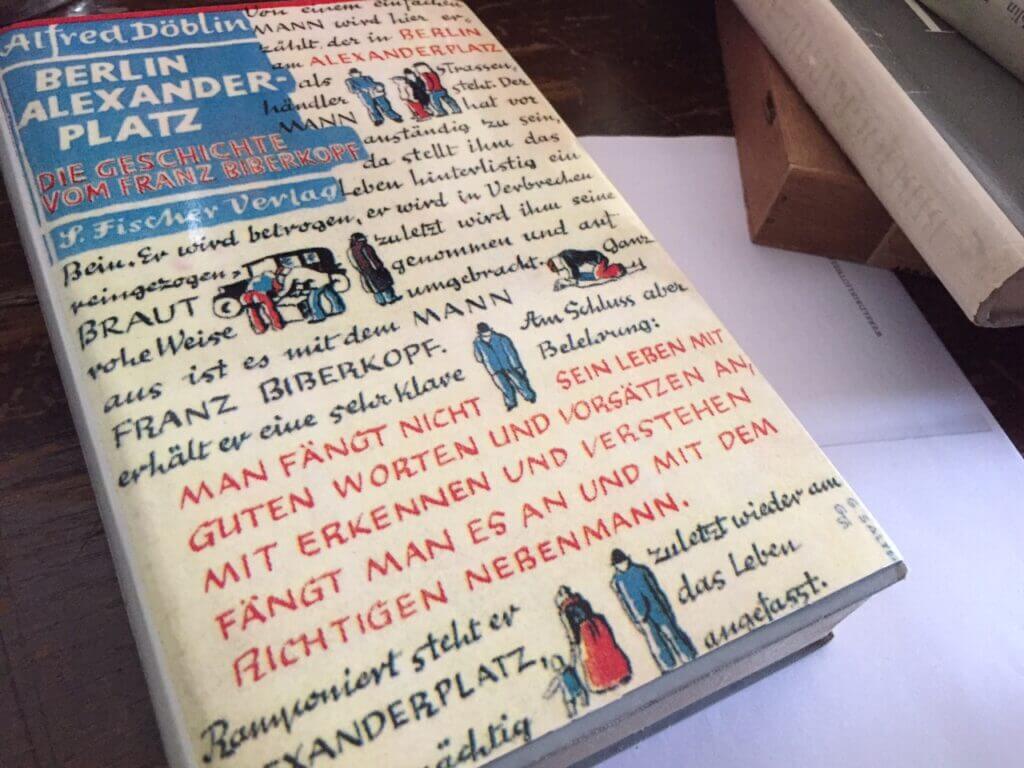 Alfred Döblin
BERLIN
ALEXANDER-
PLATZ
DIE GESCHICHTE
VOM FRANZ BIBERKOPF
S. Fischer Verlag
Von einem einfachen
MANN wird hier er-
zählt, der in BERLIN
am ALEXANDERPLATZ
als Strassen-
händler steht. Der
MANN hat vor
anständig zu sein,
da stellt ihm das
Leben hinterlistig ein
Bein. Er wird betrogen, er wird in Verbrechen
reingezogen, zuletzt wird ihm seine
BRAUT genommen und auf
rohe Weise umgebracht. Ganz
aus ist es mit dem MANN
FRANZ BIBERKOPF. Am Schluss aber
erhält er eine sehr klare Belehrung:
MAN FÄNGT NICHT SEIN LEBEN MIT
GUTEN WORTEN UND VORSÄTZEN AN,
MIT ERKENNEN UND VERSTEHEN
FÄNGT MAN ES AN UND MIT DEM
RICHTIGEN NEBENMANN.
Ramponiert steht er zuletzt wieder am
EXANDERPLATZ, das Leben
ächtig angefasst.